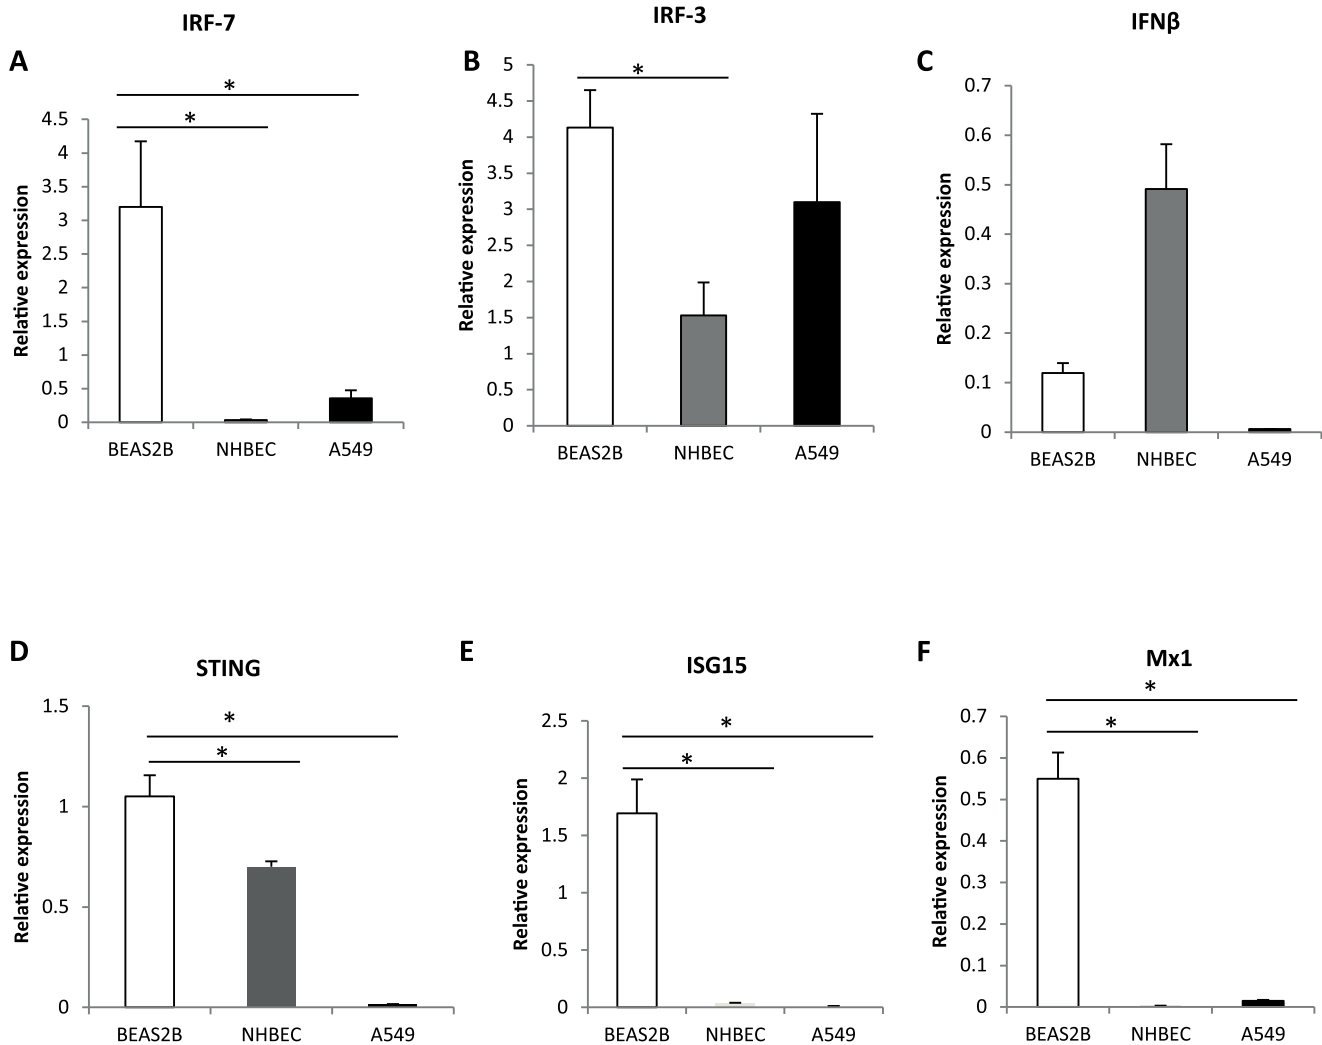 IRF-7
IRF-3
IFNβ
A
B
C
*
*
Relative expression
4.5
4
3.5
3
2.5
2
1.5
1
0.5
0
BEAS2B NHBEC A549
*
Relative expression
5
4.5
4
3.5
3
2.5
2
1.5
1
0.5
0
BEAS2B NHBEC A549
Relative expression
0.7
0.6
0.5
0.4
0.3
0.2
0.1
0
BEAS2B NHBEC A549
D
STING
*
*
Relative expression
1.5
1
0.5
0
BEAS2B NHBEC A549
E
ISG15
*
*
Relative expression
2.5
2
1.5
1
0.5
0
BEAS2B NHBEC A549
F
Mx1
*
*
Relative expression
0.7
0.6
0.5
0.4
0.3
0.2
0.1
0
BEAS2B NHBEC A549